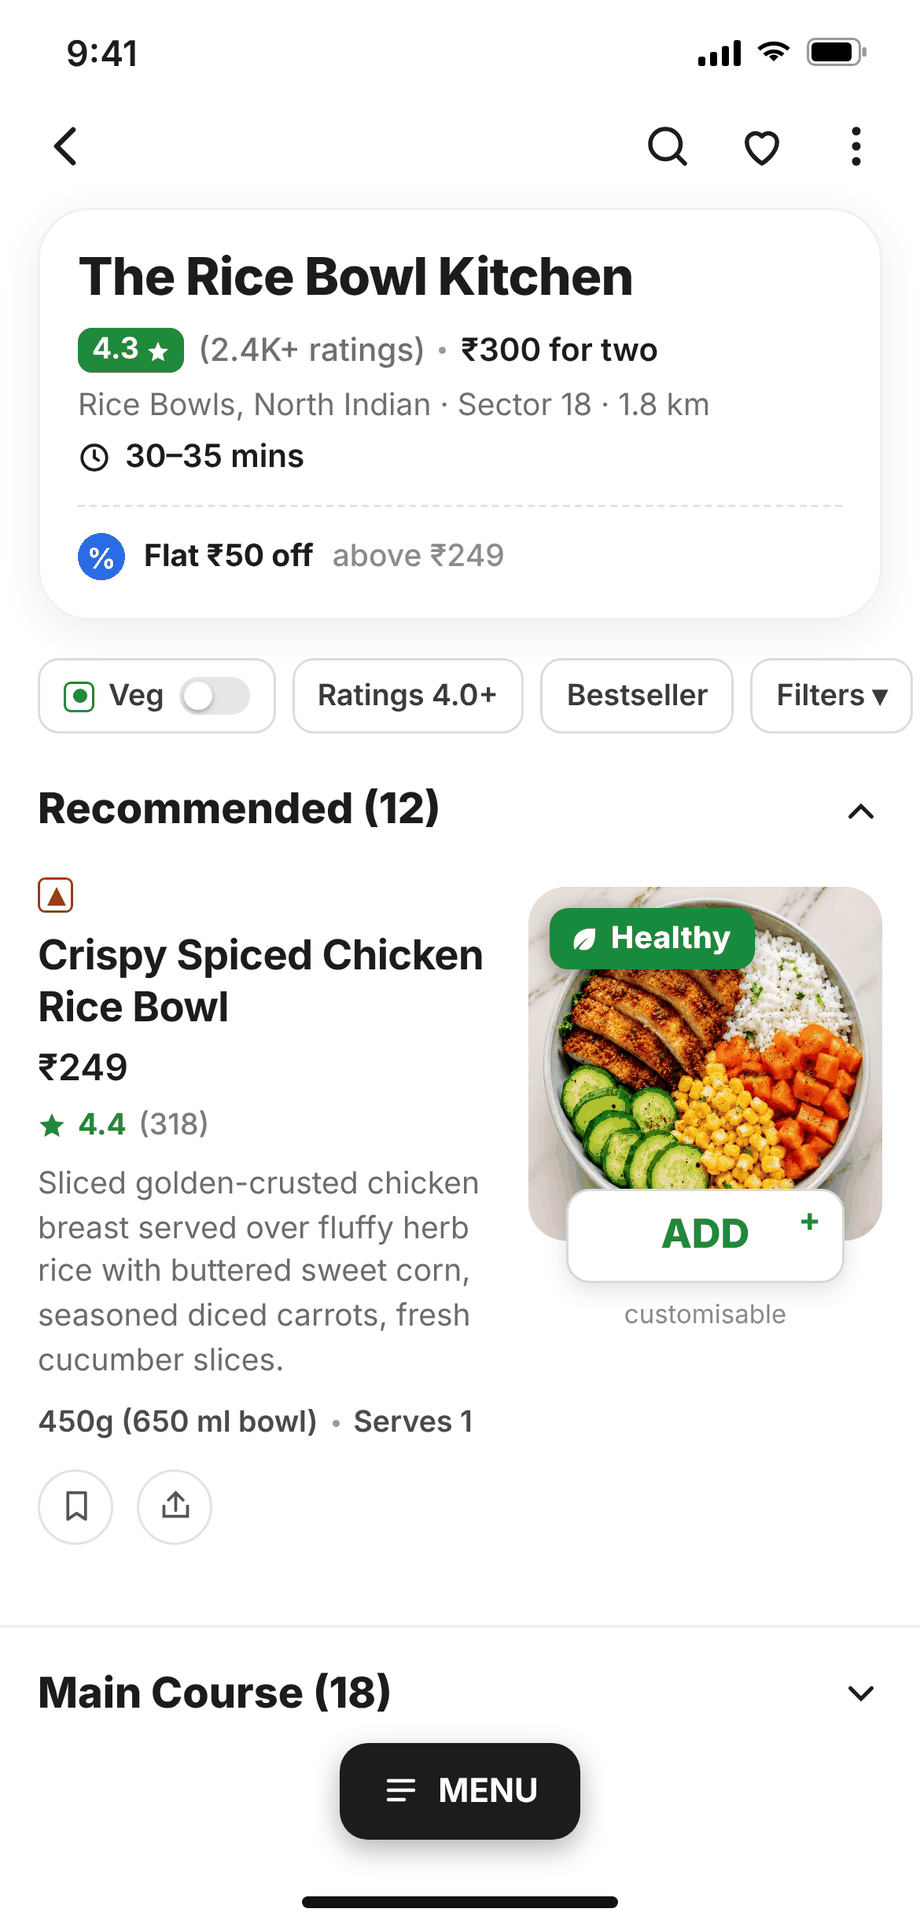 9:41
The Rice Bowl Kitchen
4.3 ★ (2.4K+ ratings) • ₹300 for two
Rice Bowls, North Indian · Sector 18 · 1.8 km
30–35 mins
% Flat ₹50 off above ₹249
Veg
Ratings 4.0+
Bestseller
Filters ▾
Recommended (12)
Crispy Spiced Chicken
Rice Bowl
₹249
★ 4.4 (318)
Sliced golden-crusted chicken
breast served over fluffy herb
rice with buttered sweet corn,
seasoned diced carrots, fresh
cucumber slices.
450g (650 ml bowl) • Serves 1
Healthy
ADD +
customisable
Main Course (18)
MENU